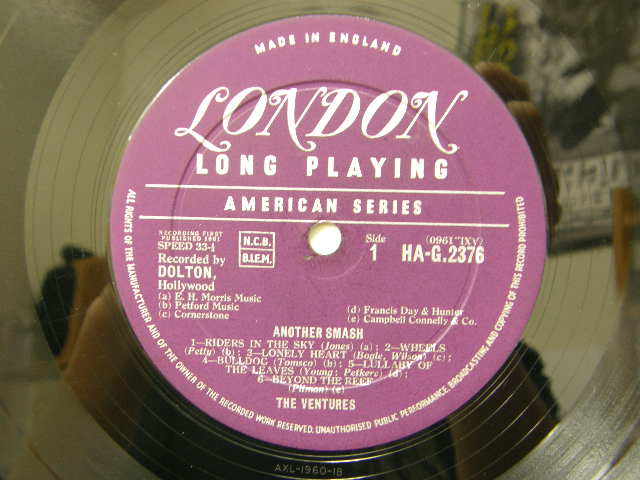 MADE IN ENGLAND
LONDON
LONG PLAYING
AMERICAN SERIES
RECORDING FIRST
PUBLISHED 1961
SPEED 33⅓
Recorded by
DOLTON,
Hollywood
(a) E. H. Morris Music
(b) Petford Music
(c) Cornerstone
N.C.B.
B.I.E.M.
Side
1
(AXL"1960)
HA-G.2376
(d) Francis Day & Hunter
(e) Campbell Connelly & Co.
ANOTHER SMASH
1—RIDERS IN THE SKY (Jones) (a); 2—WHEELS
(Petty) (b); 3—LONELY HEART (Bogle, Wilson) (c);
4—BULLDOG (Tomsco) (b); 5—LULLABY OF
THE LEAVES (Young; Petkere) (d);
6—BEYOND THE REEF
(Pitman) (e)
THE VENTURES
ALL RIGHTS OF THE MANUFACTURER AND OF THE OWNER OF THE RECORDED WORK RESERVED. UNAUTHORISED PUBLIC PERFORMANCE, BROADCASTING AND COPYING OF THIS RECORD PROHIBITED
AXL-1960-1B